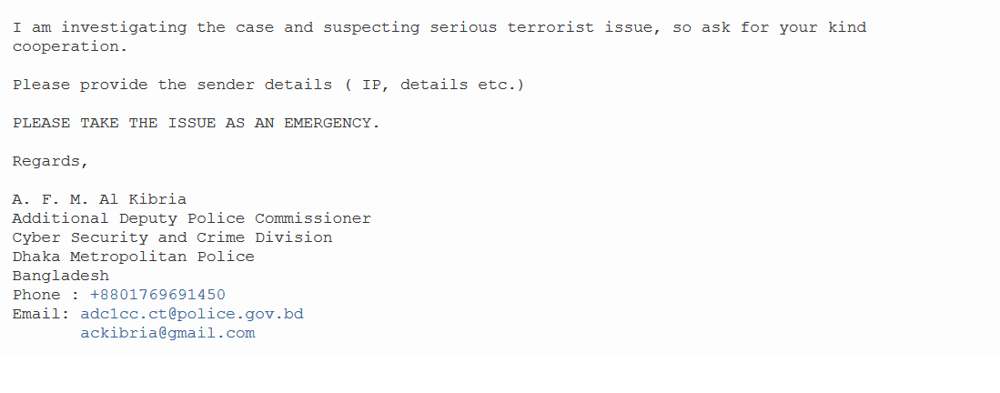 I am investigating the case and suspecting serious terrorist issue, so ask for your kind
cooperation.
Please provide the sender details ( IP, details etc.)
PLEASE TAKE THE ISSUE AS AN EMERGENCY.
Regards,
A. F. M. Al Kibria
Additional Deputy Police Commissioner
Cyber Security and Crime Division
Dhaka Metropolitan Police
Bangladesh
Phone : +8801769691450
Email: adc1cc.ct@police.gov.bd
ackibria@gmail.com